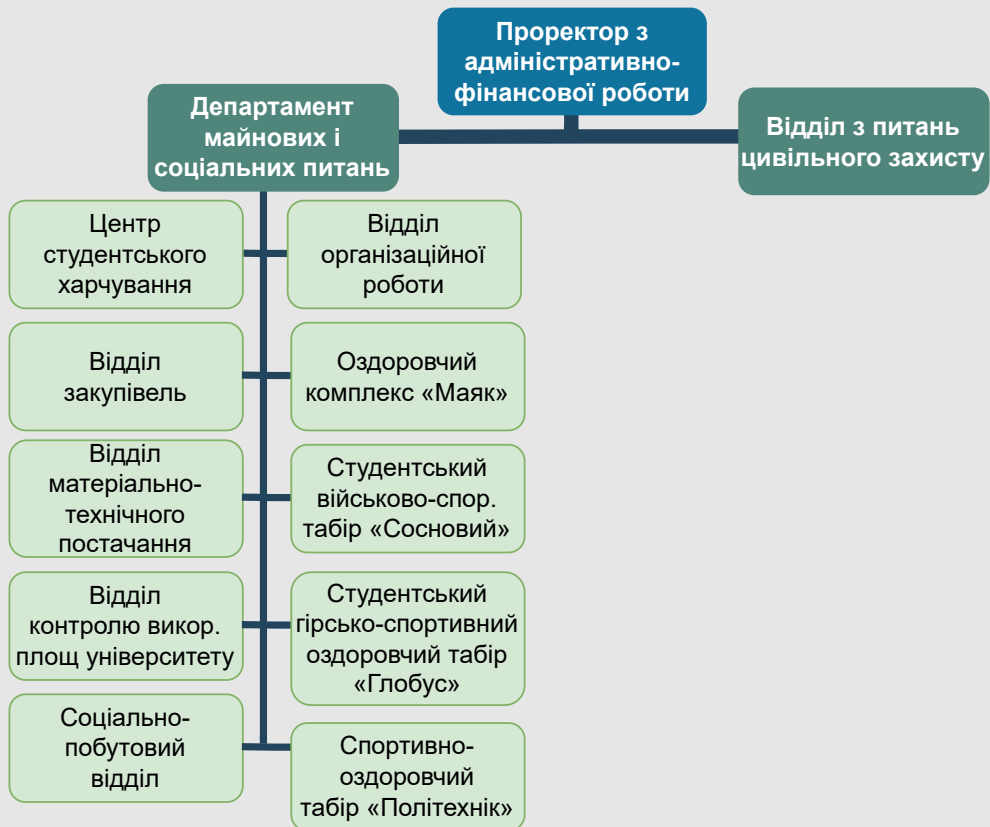 Проректор з
адміністративно-
фінансової роботи
Департамент
майнових і
соціальних питань
Відділ з питань
цивільного захисту
Центр
студентського
харчування
Відділ
організаційної
роботи
Відділ
закупівель
Оздоровчий
комплекс «Маяк»
Відділ
матеріально-
технічного
постачання
Студентський
військово-спор.
табір «Сосновий»
Відділ
контролю викор.
площ університету
Студентський
гірсько-спортивний
оздоровчий табір
«Глобус»
Соціально-
побутовий
відділ
Спортивно-
оздоровчий
табір «Політехнік»